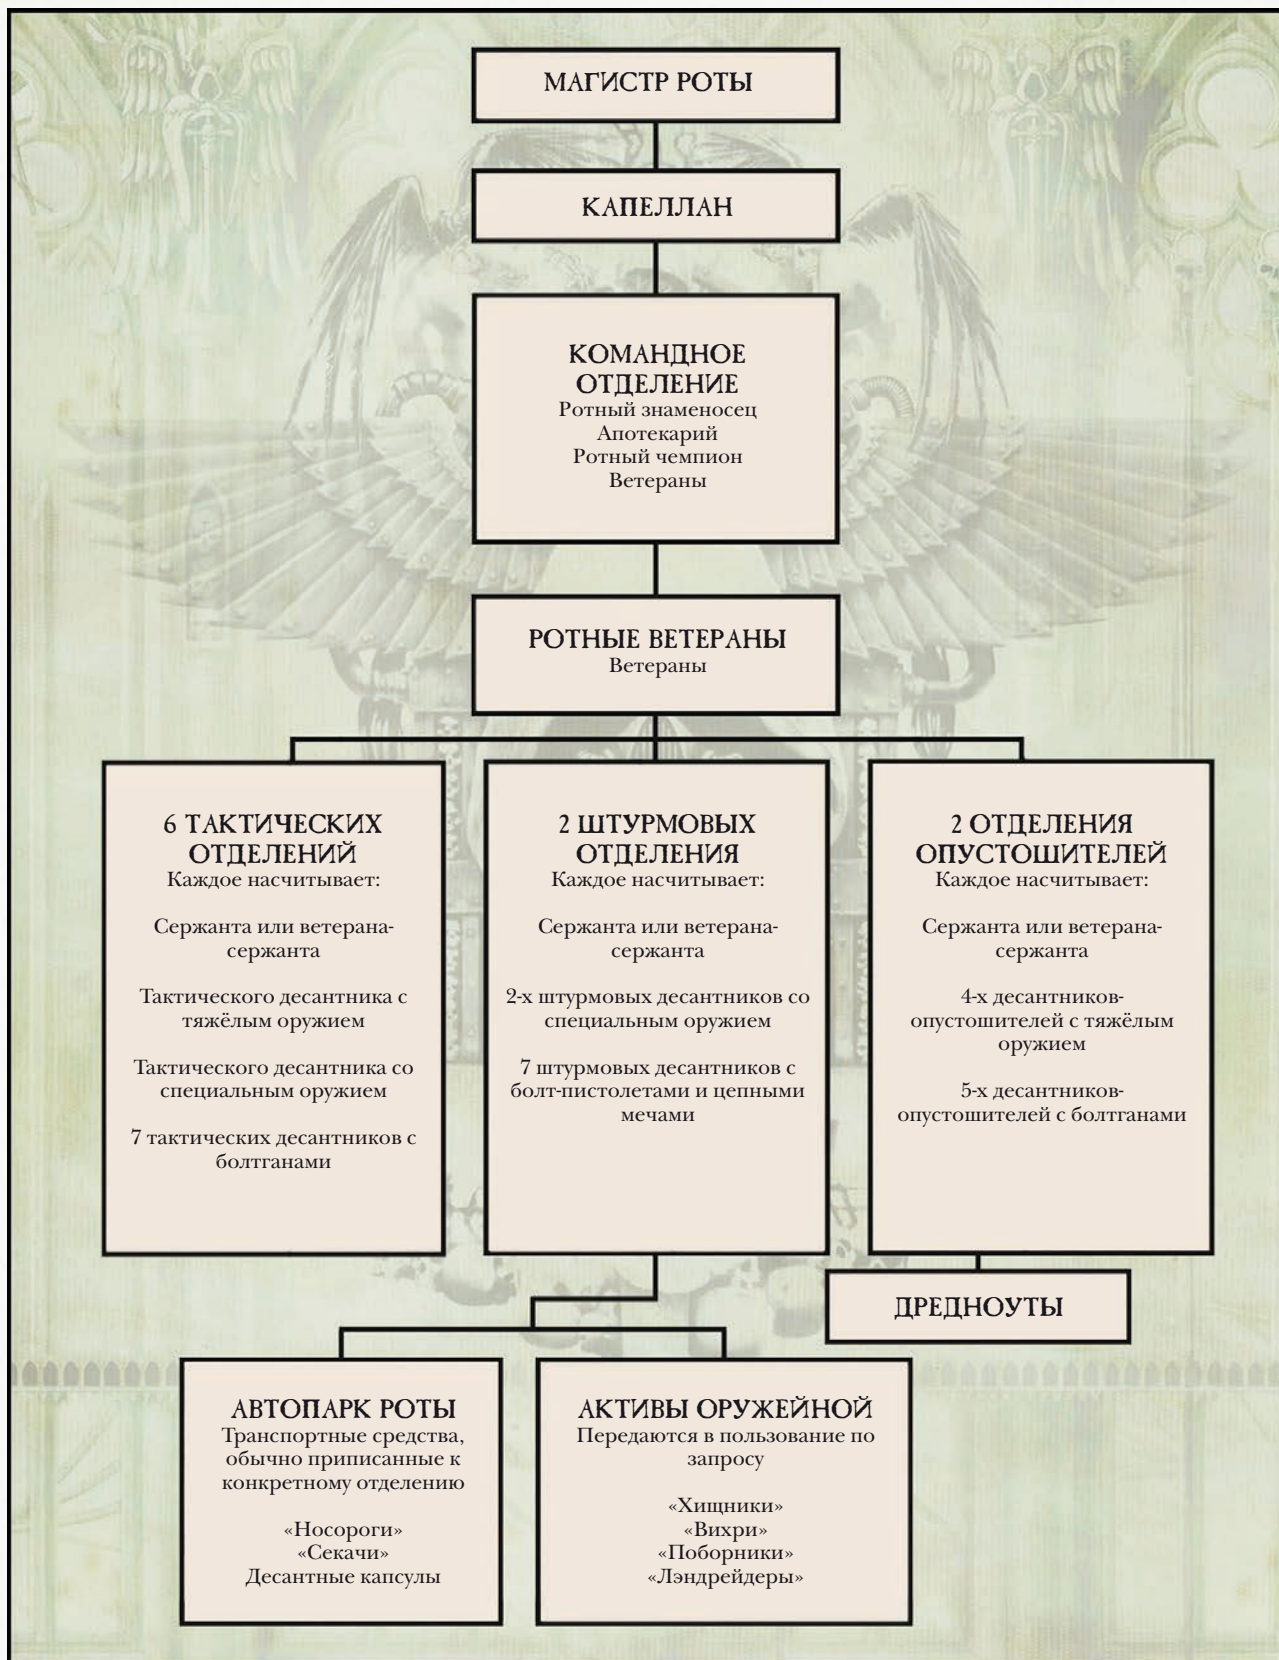 МАГИСТР РОТЫ
КАПЕЛЛАН
КОМАНДНОЕ
ОТДЕЛЕНИЕ
Ротный знаменосец
Апотекарий
Ротный чемпион
Ветераны
РОТНЫЕ ВЕТЕРАНЫ
Ветераны
6 ТАКТИЧЕСКИХ
ОТДЕЛЕНИЙ
Каждое насчитывает:
Сержанта или ветерана-
сержанта
Тактического десантника с
тяжёлым оружием
Тактического десантника со
специальным оружием
7 тактических десантников с
болтганами
2 ШТУРМОВЫХ
ОТДЕЛЕНИЯ
Каждое насчитывает:
Сержанта или ветерана-
сержанта
2-х штурмовых десантников со
специальным оружием
7 штурмовых десантников с
болт-пистолетами и цепными
мечами
2 ОТДЕЛЕНИЯ
ОПУСТОШИТЕЛЕЙ
Каждое насчитывает:
Сержанта или ветерана-
сержанта
4-х десантников-
опустошителей с тяжёлым
оружием
5-х десантников-
опустошителей с болтганами
ДРЕДНОУТЫ
АВТОПАРК РОТЫ
Транспортные средства,
обычно приписанные к
конкретному отделению
«Носороги»
«Секачи»
Десантные капсулы
АКТИВЫ ОРУЖЕЙНОЙ
Передаются в пользование по
запросу
«Хищники»
«Вихри»
«Поборники»
«Лэндрейдеры»